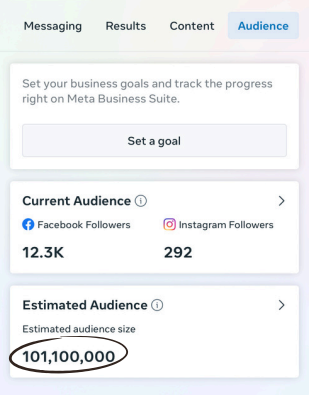 Messaging Results Content Audience
Set your business goals and track the progress
right on Meta Business Suite.
Set a goal
Current Audience
Facebook Followers Instagram Followers
12.3K 292
Estimated Audience
Estimated audience size
101,100,000